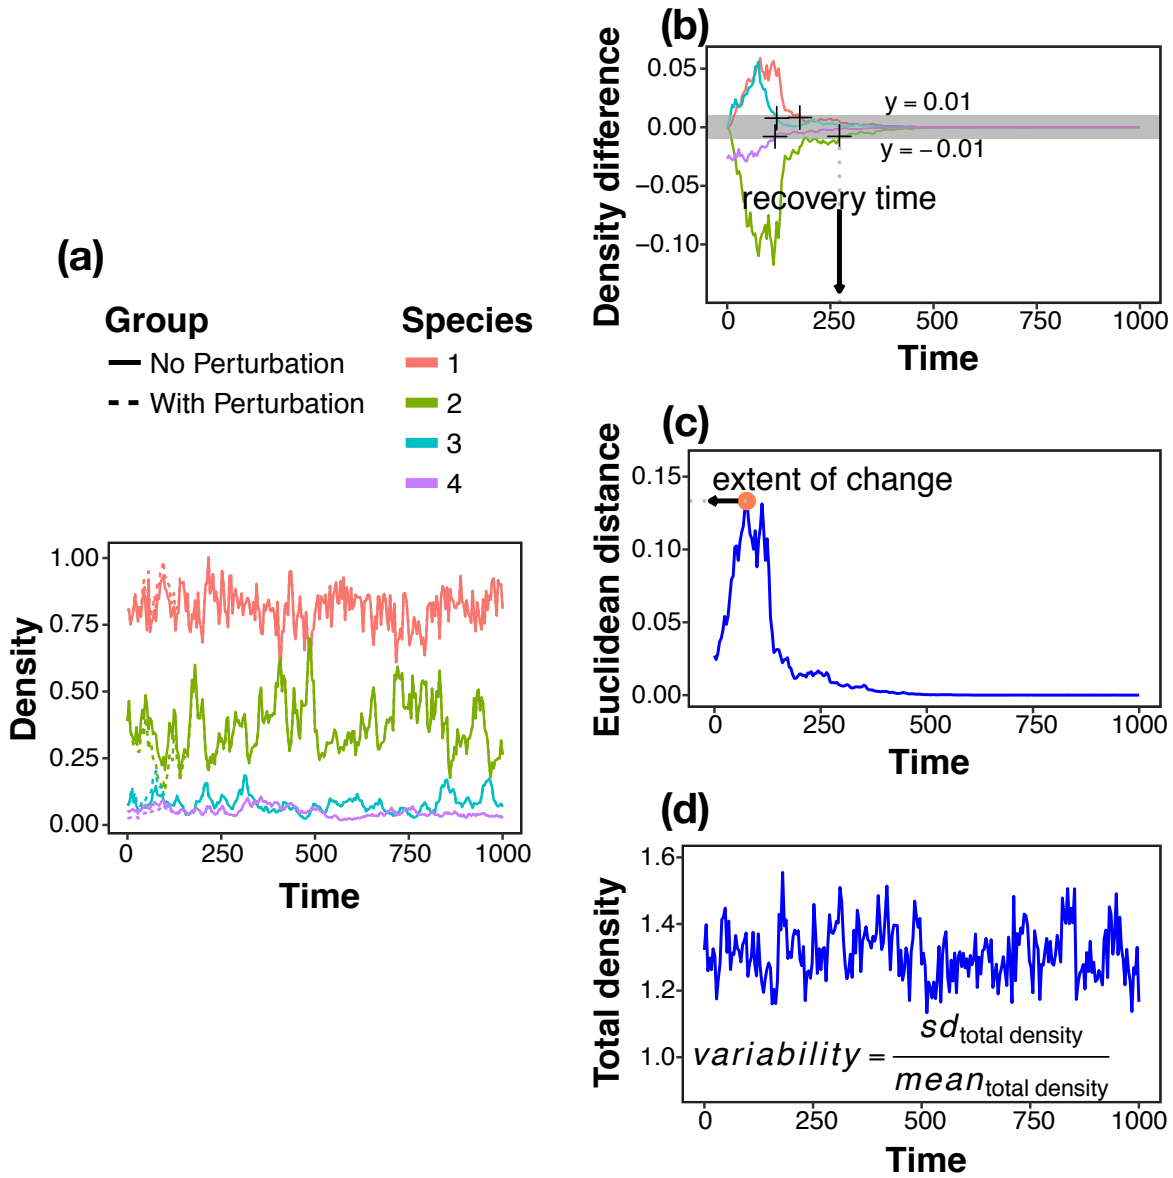 (a)
Group
No Perturbation
With Perturbation
Species
1
2
3
4
Density
1.00
0.75
0.50
0.25
0.00
0 250 500 750 1000
Time
(b)
Density difference
0.05
0.00
−0.05
−0.10
y = 0.01
y = −0.01
recovery time
0 250 500 750 1000
Time
(c)
Euclidean distance
0.15
0.10
0.05
0.00
extent of change
0 250 500 750 1000
Time
(d)
Total density
1.6
1.4
1.2
1.0
variability = sd total density / mean total density
0 250 500 750 1000
Time